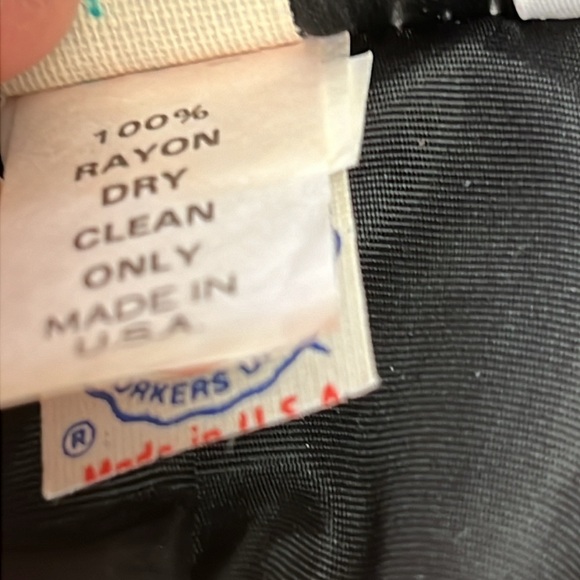 100%
RAYON
DRY
CLEAN
ONLY
MADE IN
U.S.A.
ORKERS U
®
Made in U.S.A.